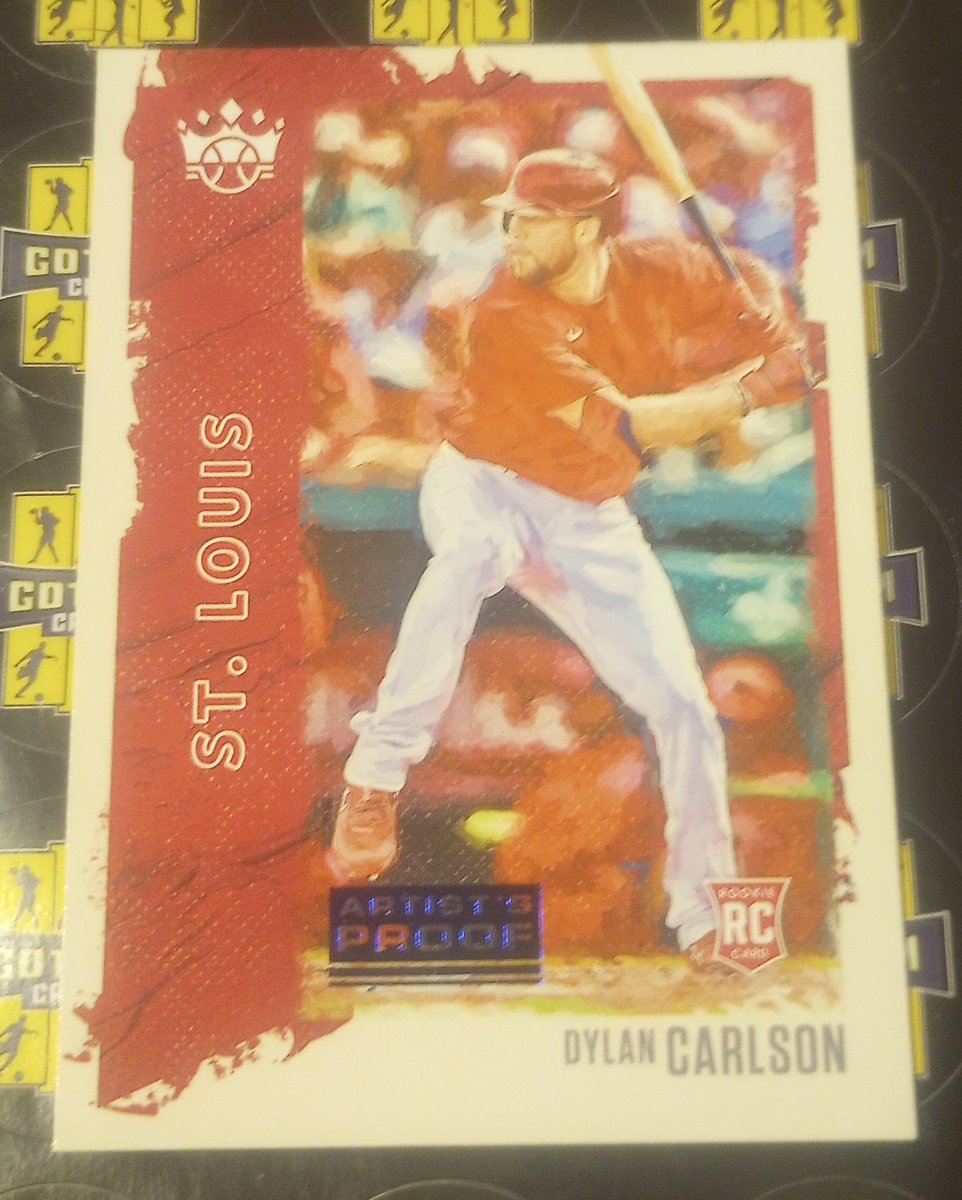 ST. LOUIS
ARTIST'S
PROOF
ROOKIE
RC
CARD
DYLAN CARLSON